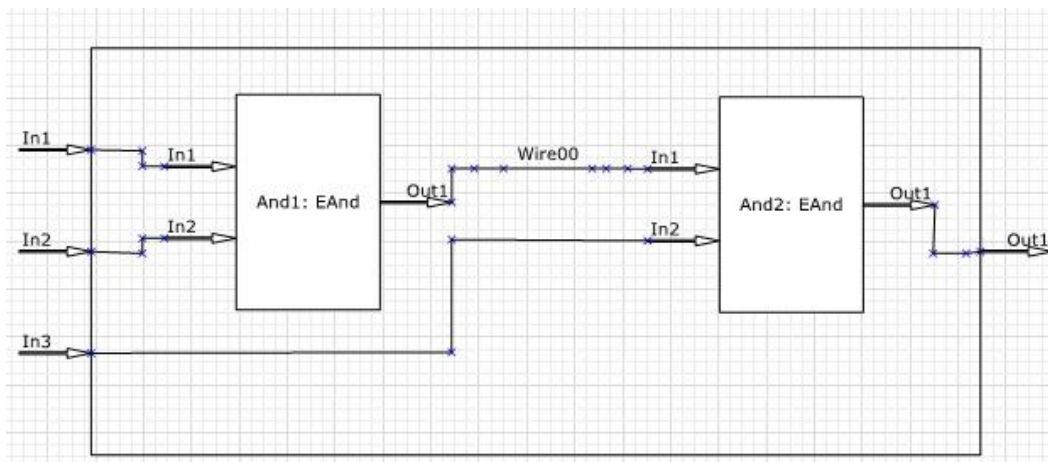 In1
In1
Wire00
In1
Out1
And1: EAnd
Out1
And2: EAnd
In2
In2
In2
Out1
In3